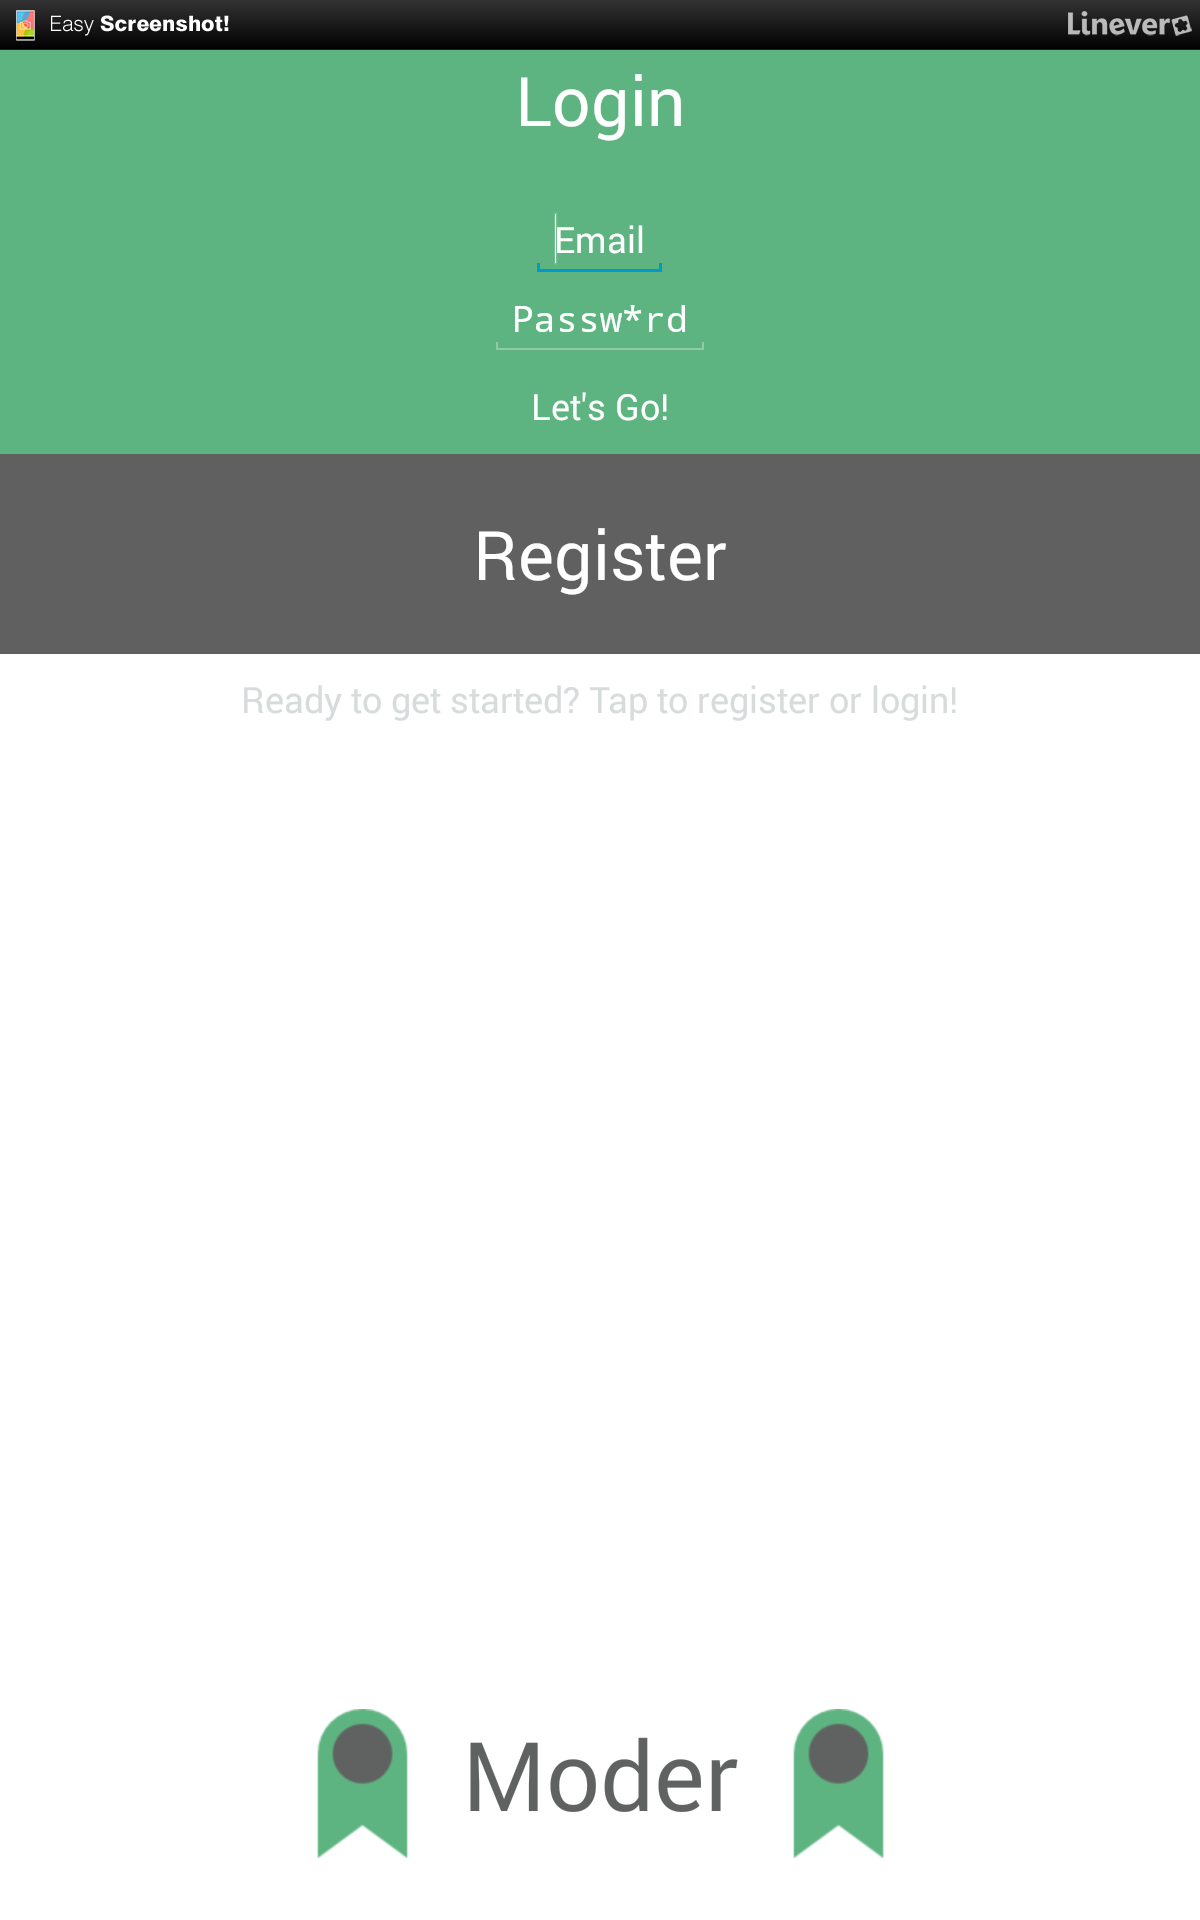 Easy Screenshot!
Linever
Login
Email
Passw*rd
Let's Go!
Register
Ready to get started? Tap to register or login!
Moder